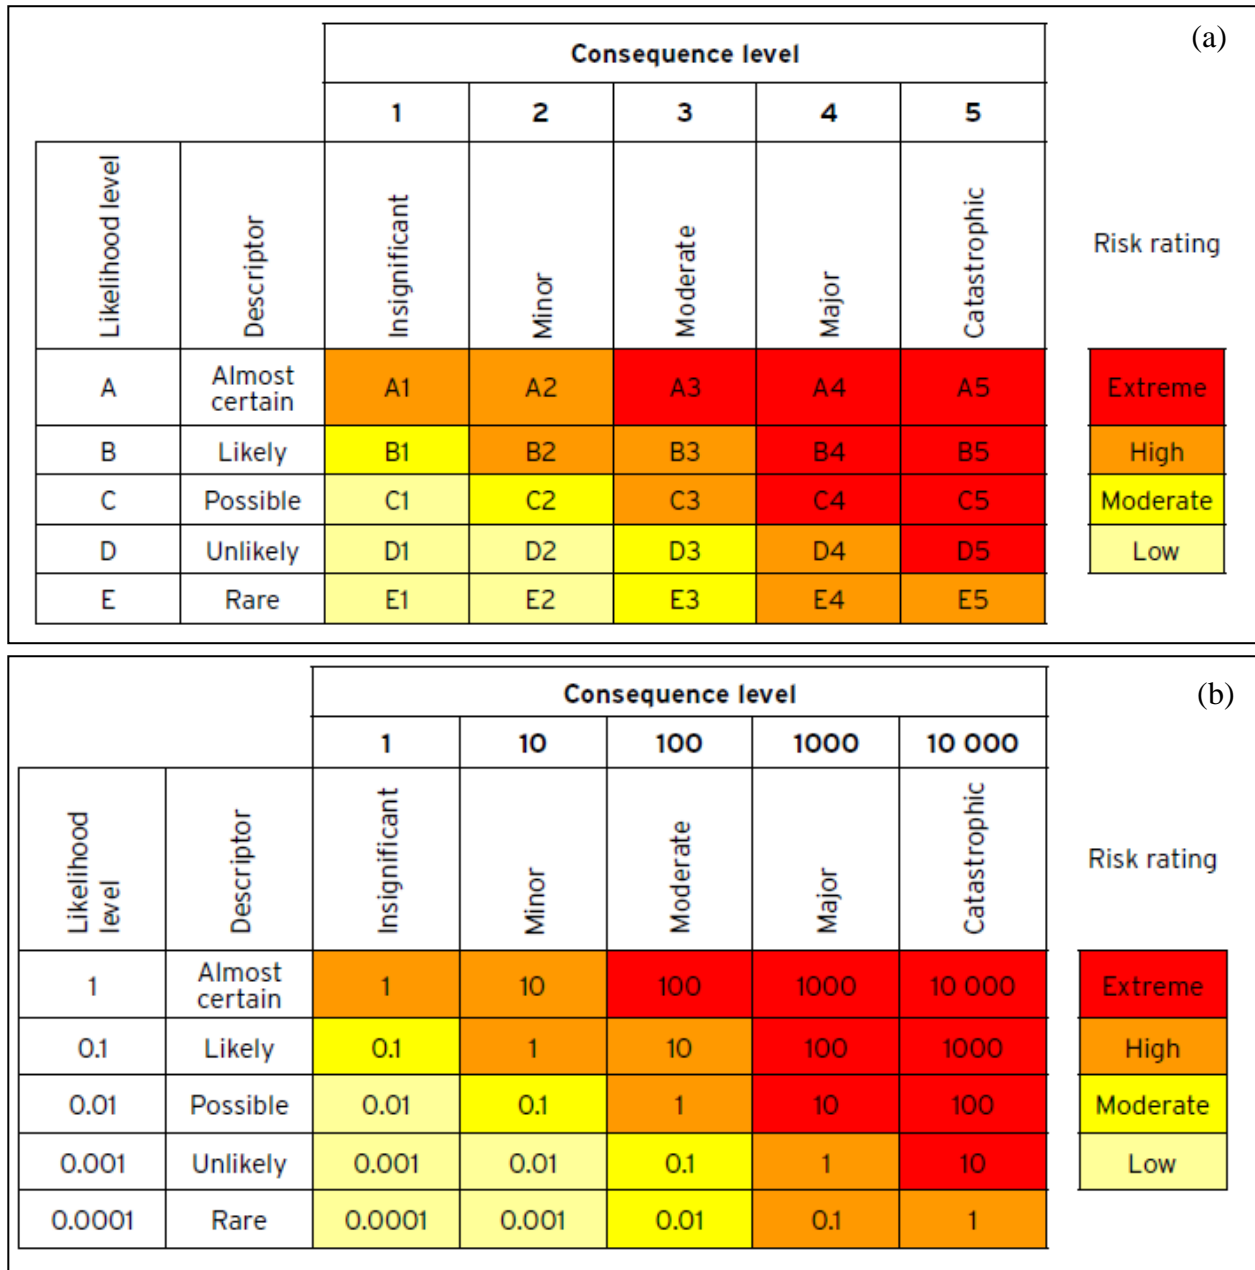 (a)
Consequence level
1 2 3 4 5
Likelihood level Descriptor Insignificant Minor Moderate Major Catastrophic Risk rating
A Almost certain A1 A2 A3 A4 A5 Extreme
B Likely B1 B2 B3 B4 B5 High
C Possible C1 C2 C3 C4 C5 Moderate
D Unlikely D1 D2 D3 D4 D5 Low
E Rare E1 E2 E3 E4 E5
(b)
Consequence level
1 10 100 1000 10 000
Likelihood level Descriptor Insignificant Minor Moderate Major Catastrophic Risk rating
1 Almost certain 1 10 100 1000 10 000 Extreme
0.1 Likely 0.1 1 10 100 1000 High
0.01 Possible 0.01 0.1 1 10 100 Moderate
0.001 Unlikely 0.001 0.01 0.1 1 10 Low
0.0001 Rare 0.0001 0.001 0.01 0.1 1